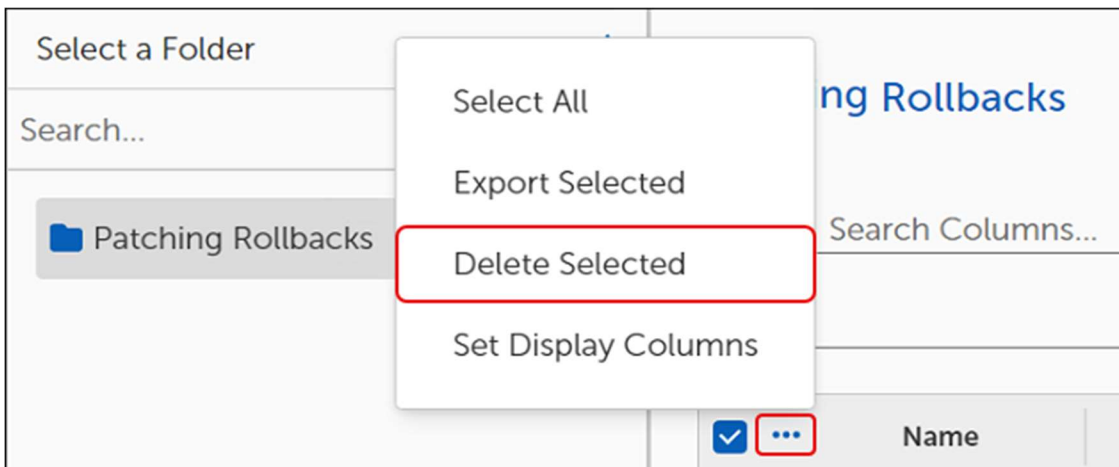 Select a Folder
Search...
Patching Rollbacks
Select All
Export Selected
Delete Selected
Set Display Columns
ng Rollbacks
Search Columns...
Name